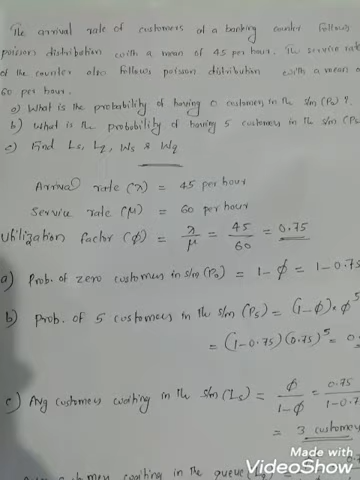 The arrival rate of customers at a banking counter follows
poisson distribution with a mean of 45 per hour. The service rate
of the counter also follows poisson distribution with a mean o
60 per hour.
a) What is the probability of having 0 customers in the s/m (P₀) ?
b) What is the probability of having 5 customers in the s/m (P₅
c) Find Ls, Lq, Ws & Wq
Arrival rate (λ) = 45 per hour
Service rate (μ) = 60 per hour
Utilization factor (ϕ) = λ/μ = 45/60 = 0.75
a) Prob. of zero customers in s/m (P₀) = 1-ϕ = 1-0.75
b) Prob. of 5 customers in the s/m (P₅) = (1-ϕ) × ϕ⁵
= (1-0.75)(0.75)⁵ = 0.
c) Avg customers waiting in the s/m (Ls) = ϕ/1-ϕ = 0.75/1-0.7
= 3 customers
waiting in the queue
Made with
VideoShow